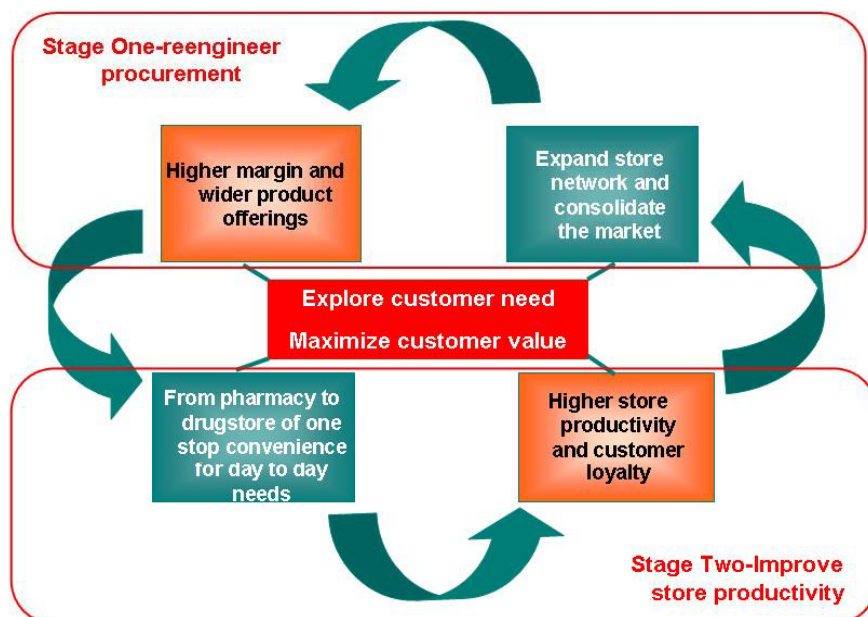 Stage One-reengineer
procurement
Higher margin and
wider product
offerings
Expand store
network and
consolidate
the market
Explore customer need
Maximize customer value
From pharmacy to
drugstore of one
stop convenience
for day to day
needs
Higher store
productivity
and customer
loyalty
Stage Two-Improve
store productivity